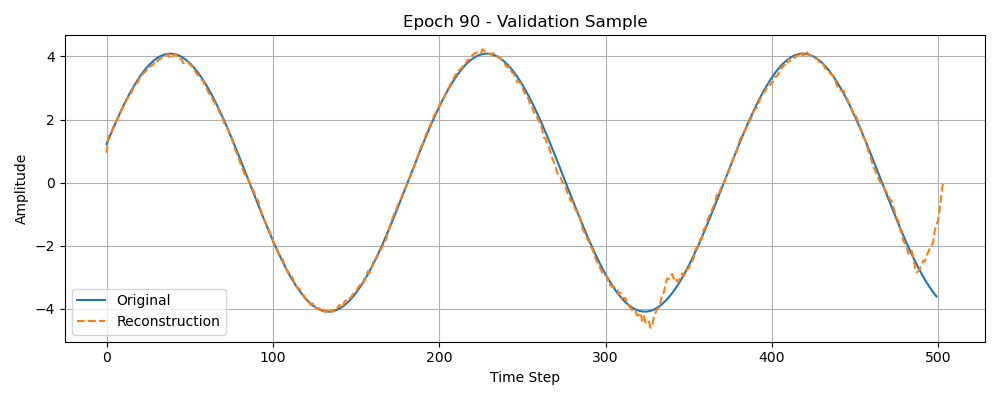 Epoch 90 - Validation Sample
Amplitude
4
2
0
−2
−4
Original
Reconstruction
0 100 200 300 400 500
Time Step